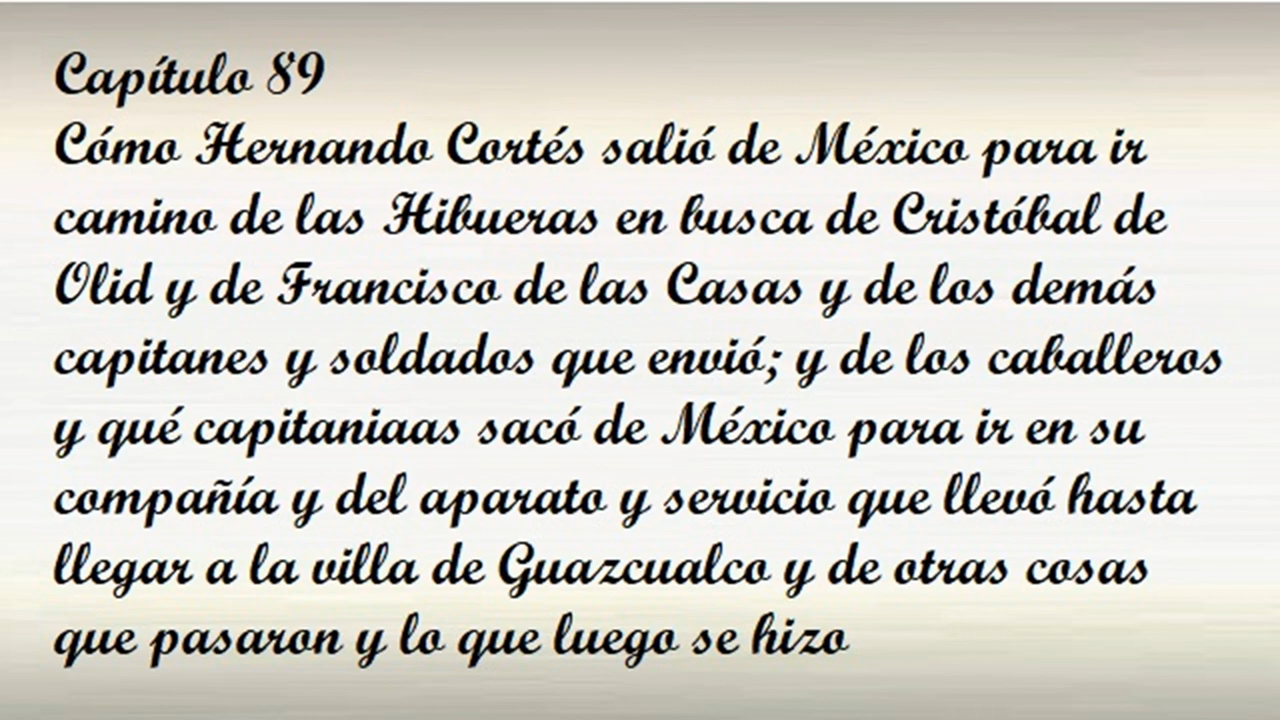 Capítulo 89
Cómo Hernando Cortés salió de México para ir
camino de las Hibueras en busca de Cristóbal de
Olid y de Francisco de las Casas y de los demás
capitanes y soldados que envió; y de los caballeros
y qué capitaniaas sacó de México para ir en su
compañía y del aparato y servicio que llevó hasta
llegar a la villa de Guazcualco y de otras cosas
que pasaron y lo que luego se hizo